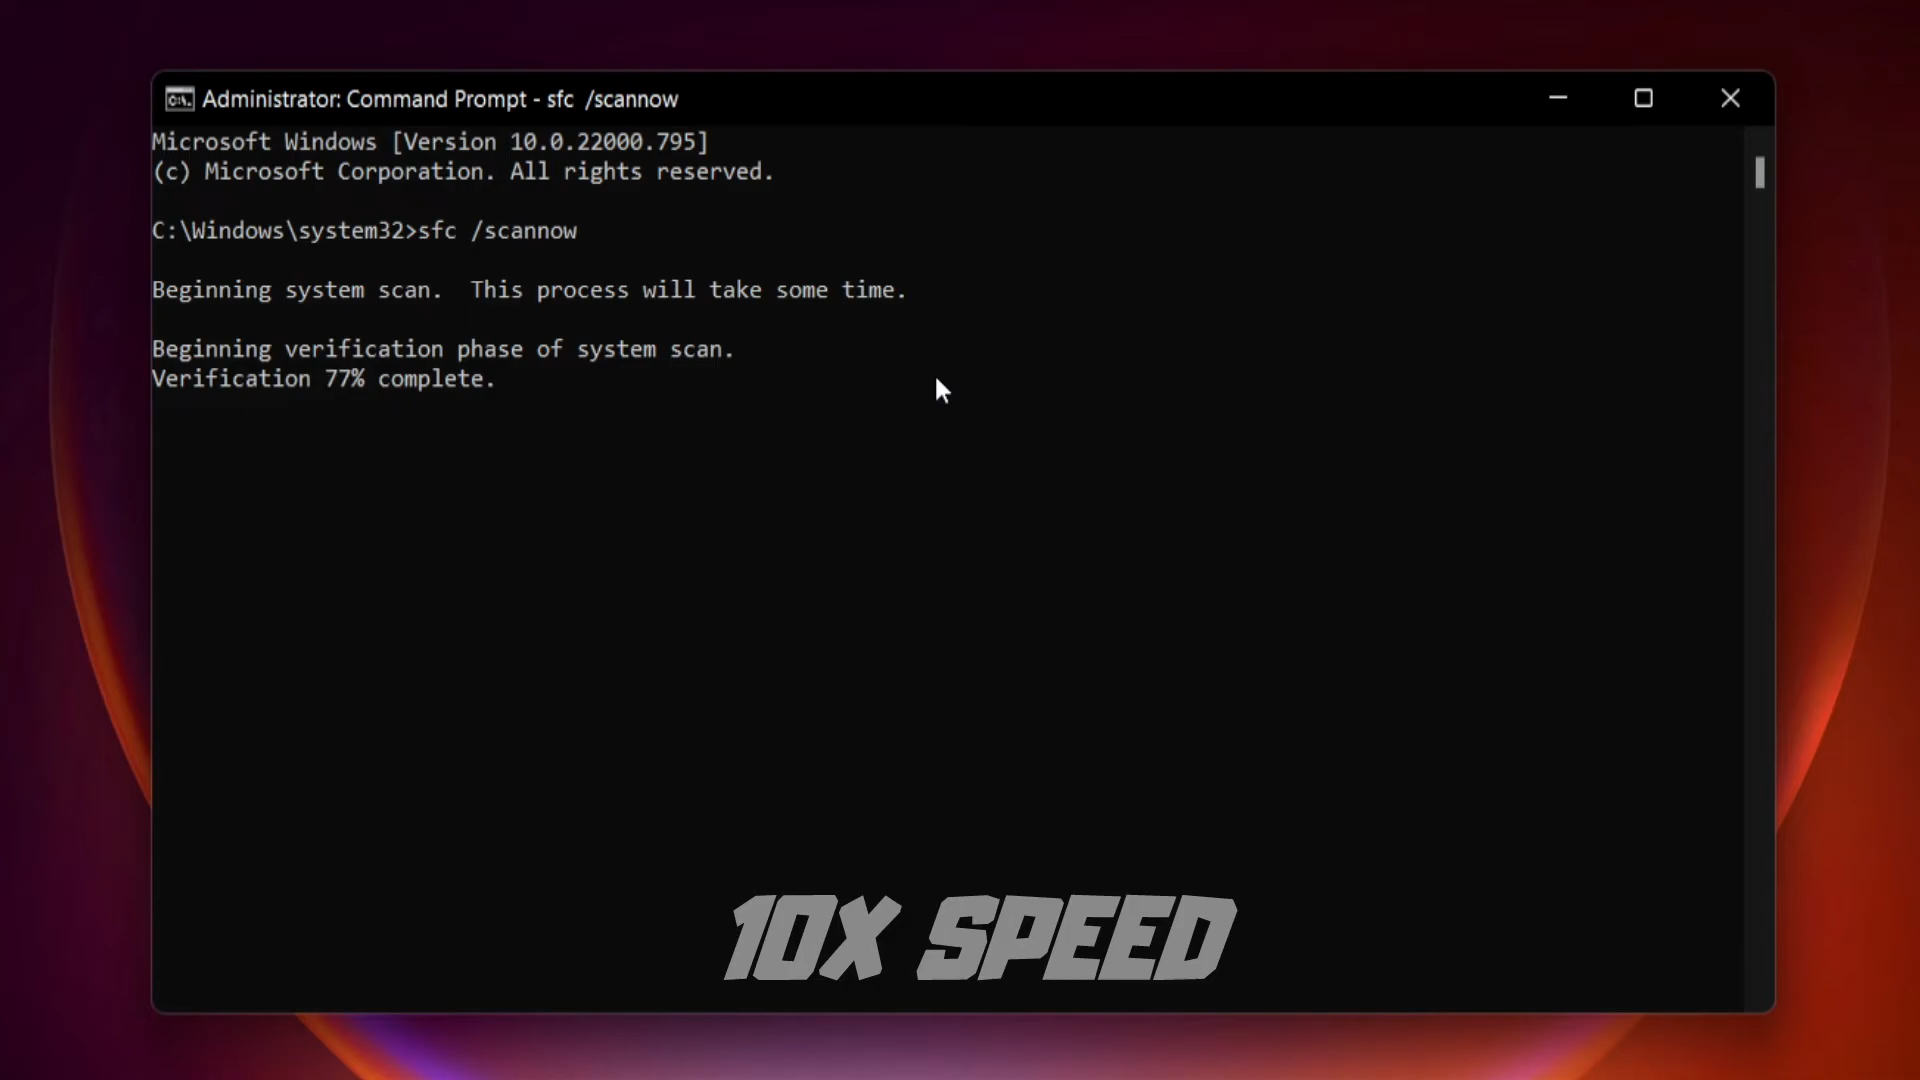 Administrator: Command Prompt - sfc  /scannow
Microsoft Windows [Version 10.0.22000.795]
(c) Microsoft Corporation. All rights reserved.
C:\Windows\system32>sfc /scannow
Beginning system scan.  This process will take some time.
Beginning verification phase of system scan.
Verification 77% complete.
10X SPEED